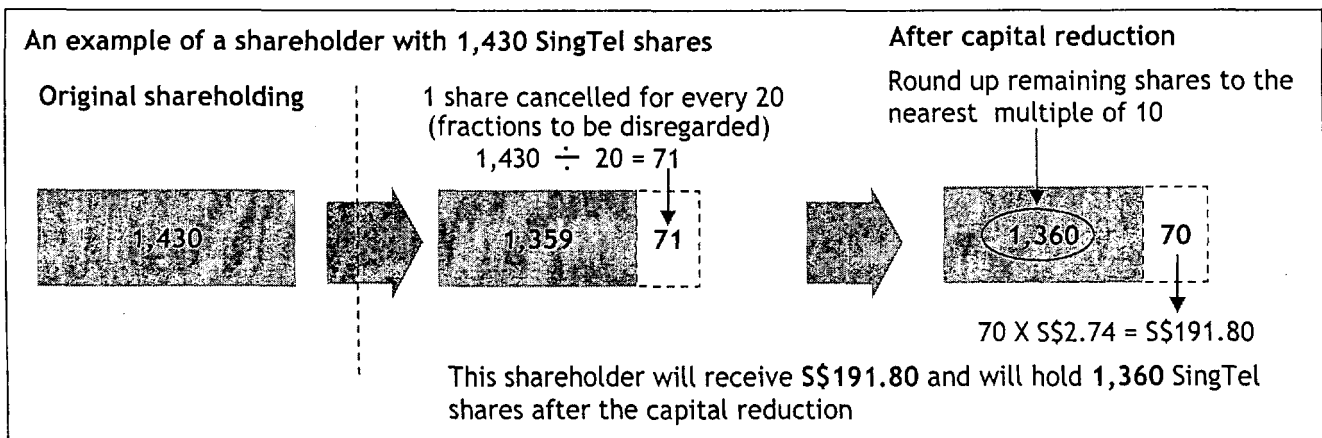 An example of a shareholder with 1,430 SingTel shares
Original shareholding
1,430
1 share cancelled for every 20
(fractions to be disregarded)
1,430 ÷ 20 = 71
1,359
71
After capital reduction
Round up remaining shares to the
nearest multiple of 10
1,360
70
70 X S$2.74 = S$191.80
This shareholder will receive S$191.80 and will hold 1,360 SingTel
shares after the capital reduction